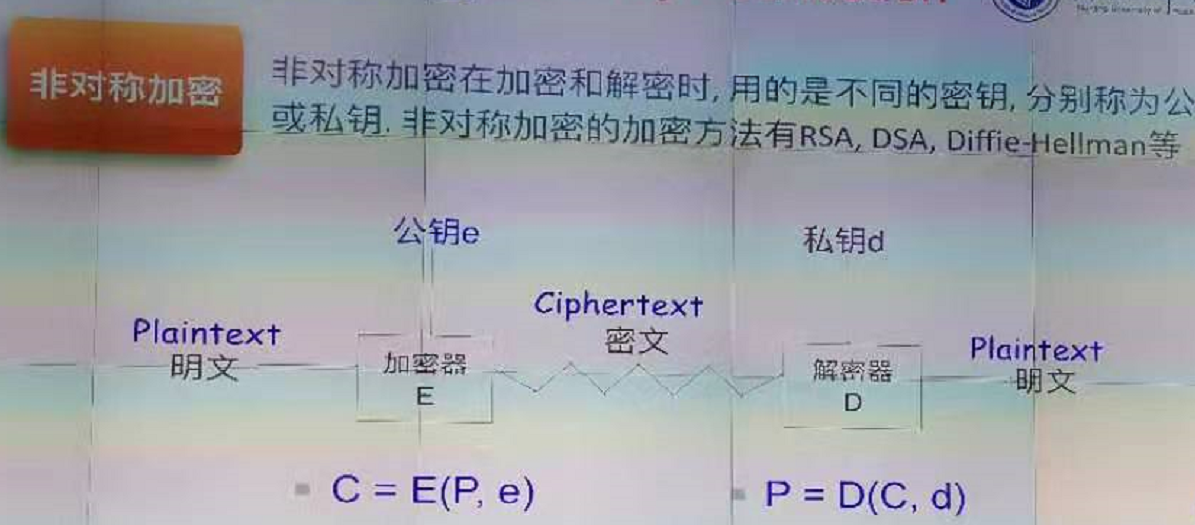 非对称加密
非对称加密在加密和解密时, 用的是不同的密钥, 分别称为公
或私钥. 非对称加密的加密方法有RSA, DSA, Diffie-Hellman等
公钥e
私钥d
Ciphertext
密文
Plaintext
明文
加密器
E
解密器
D
Plaintext
明文
C = E(P, e)
P = D(C, d)